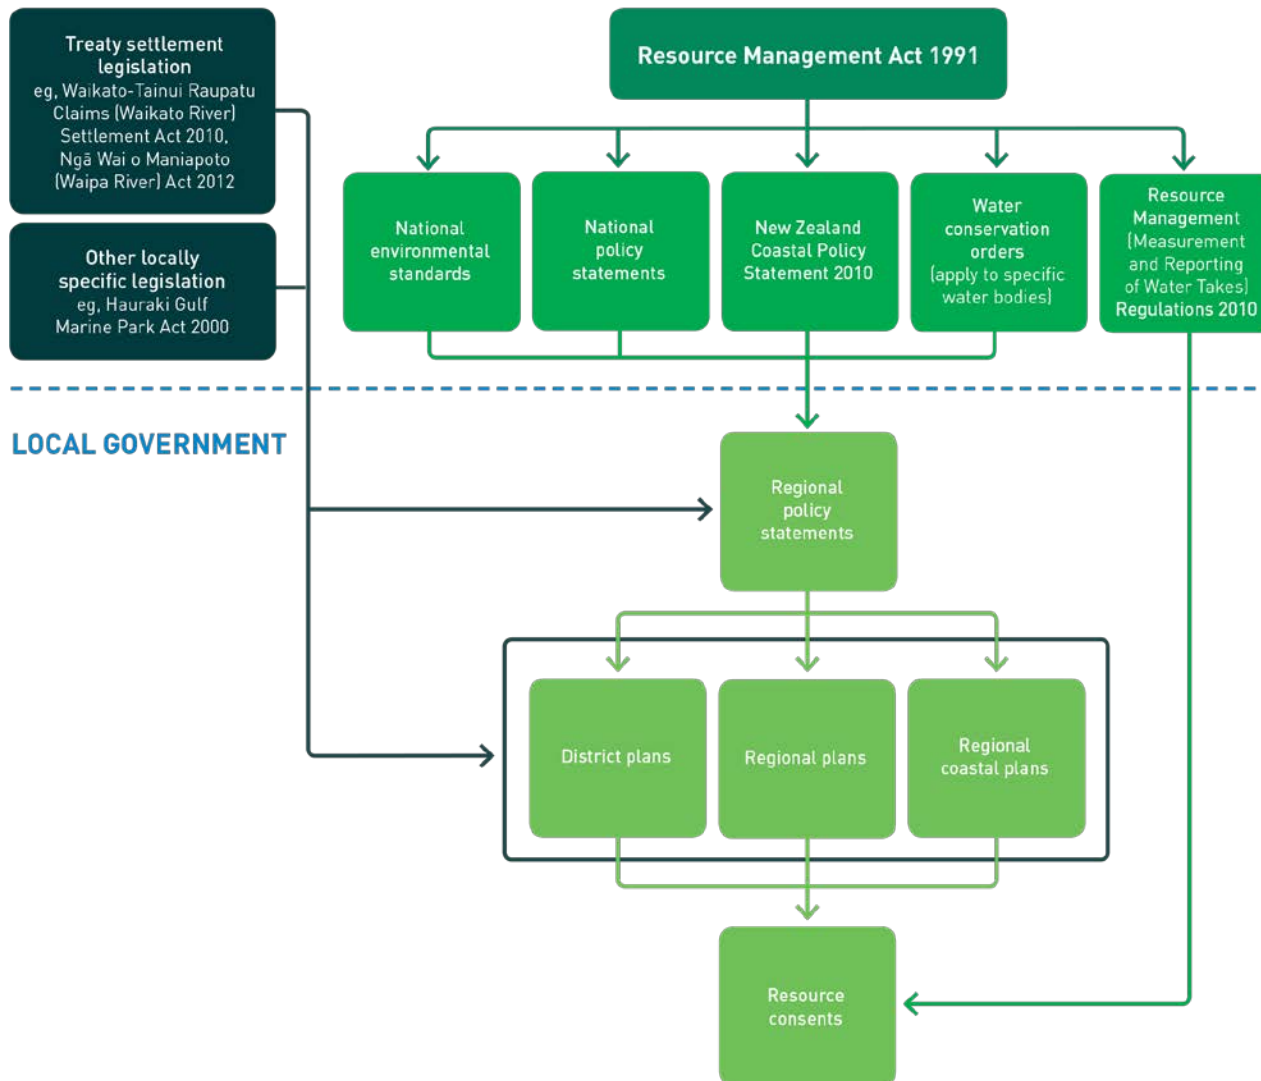 Treaty settlement
legislation
eg, Waikato-Tainui Raupatu
Claims (Waikato River)
Settlement Act 2010,
Ngā Wai o Maniapoto
(Waipa River) Act 2012
Other locally
specific legislation
eg, Hauraki Gulf
Marine Park Act 2000
Resource Management Act 1991
National
environmental
standards
National
policy
statements
New Zealand
Coastal Policy
Statement 2010
Water
conservation
orders
(apply to specific
water bodies)
Resource
Management
(Measurement
and Reporting
of Water Takes)
Regulations 2010
LOCAL GOVERNMENT
Regional
policy
statements
District plans
Regional plans
Regional
coastal plans
Resource
consents